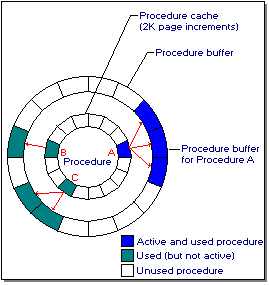 Procedure cache
(2K page increments)
Procedure buffer
B
A
Procedure
C
Procedure buffer
for Procedure A
Active and used procedure
Used (but not active)
Unused procedure